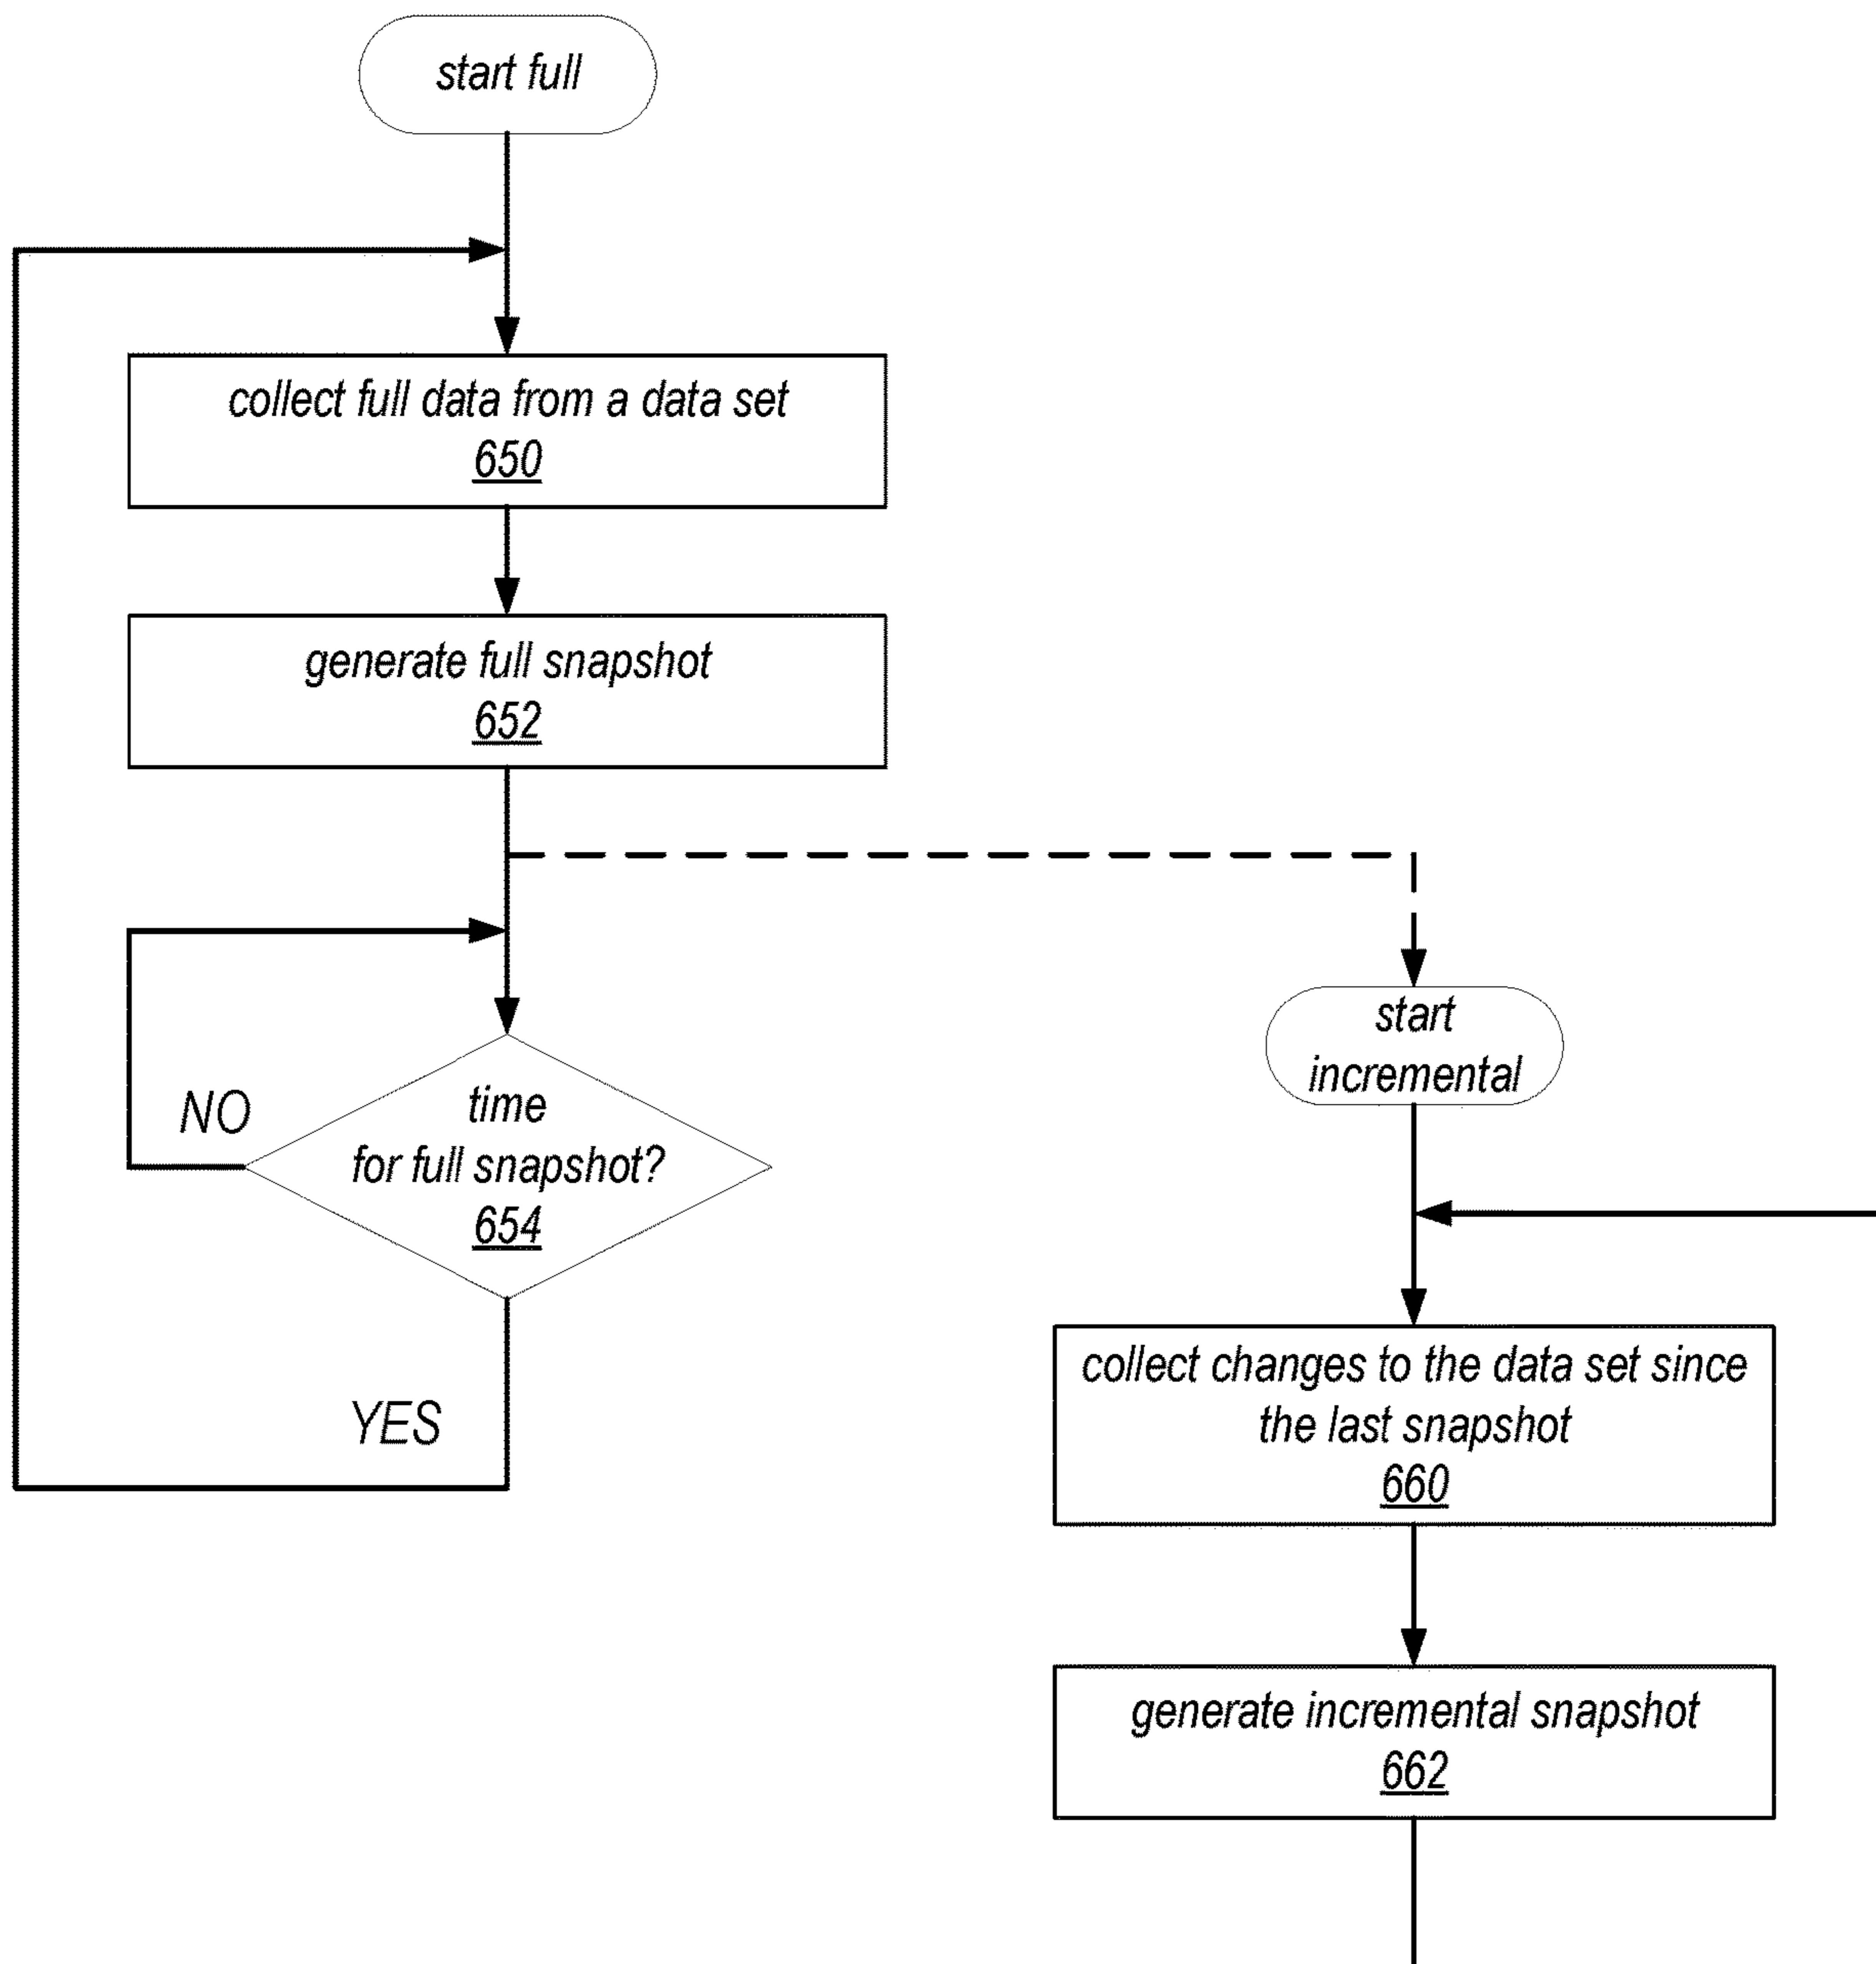 start full
collect full data from a data set
650
generate full snapshot
652
time
for full snapshot?
654
NO
YES
start
incremental
collect changes to the data set since
the last snapshot
660
generate incremental snapshot
662